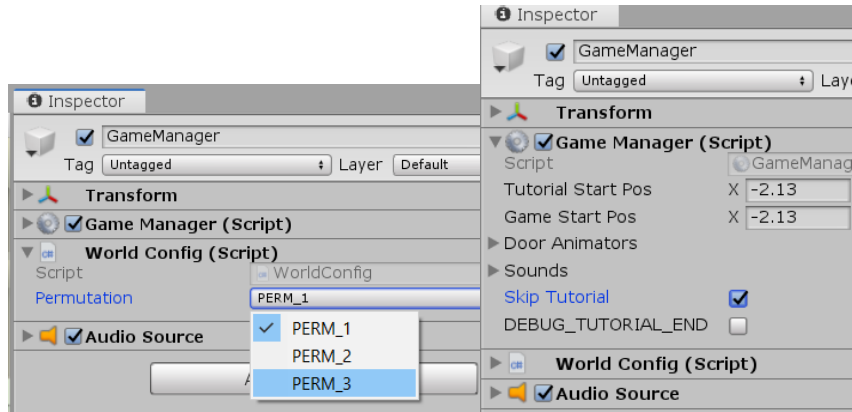 Inspector
GameManager
Tag Untagged Layer Default
Transform
Game Manager (Script)
World Config (Script)
Script WorldConfig
Permutation PERM_1
PERM_1
PERM_2
PERM_3
Audio Source
Inspector
GameManager
Tag Untagged Laye
Transform
Game Manager (Script)
Script GameManag
Tutorial Start Pos X -2.13
Game Start Pos X -2.13
Door Animators
Sounds
Skip Tutorial
DEBUG_TUTORIAL_END
World Config (Script)
Audio Source